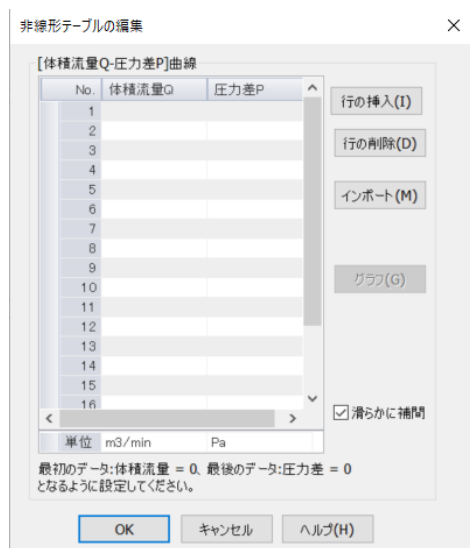 非線形テーブルの編集
[体積流量Q-圧力差P]曲線
No. 体積流量Q 圧力差P
1
2
3
4
5
6
7
8
9
10
11
12
13
14
15
16
単位 m3/min Pa
行の挿入(I)
行の削除(D)
インポート(M)
グラフ(G)
滑らかに補間
最初のデータ:体積流量 = 0、最後のデータ:圧力差 = 0
となるように設定してください。
OK キャンセル ヘルプ(H)